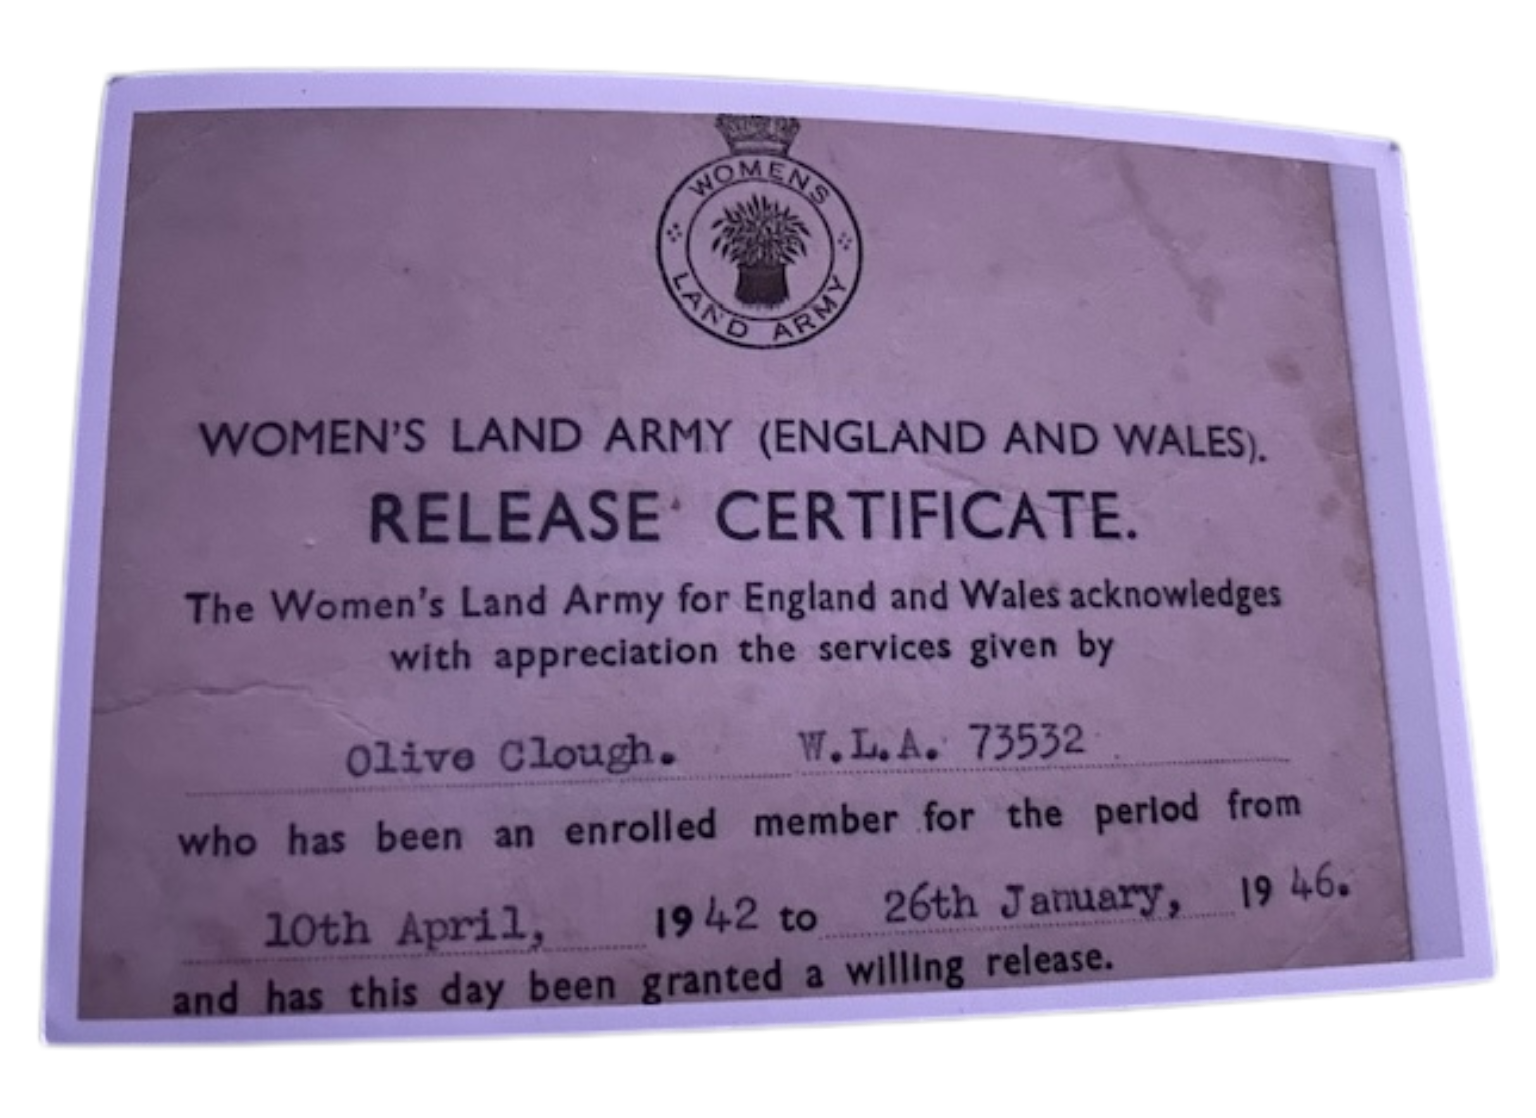 WOMENS
LAND ARMY
WOMEN'S LAND ARMY (ENGLAND AND WALES).
RELEASE CERTIFICATE.
The Women's Land Army for England and Wales acknowledges
with appreciation the services given by
Olive Clough. W.L.A. 73532
who has been an enrolled member for the period from
10th April, 1942 to 26th January, 1946.
and has this day been granted a willing release.